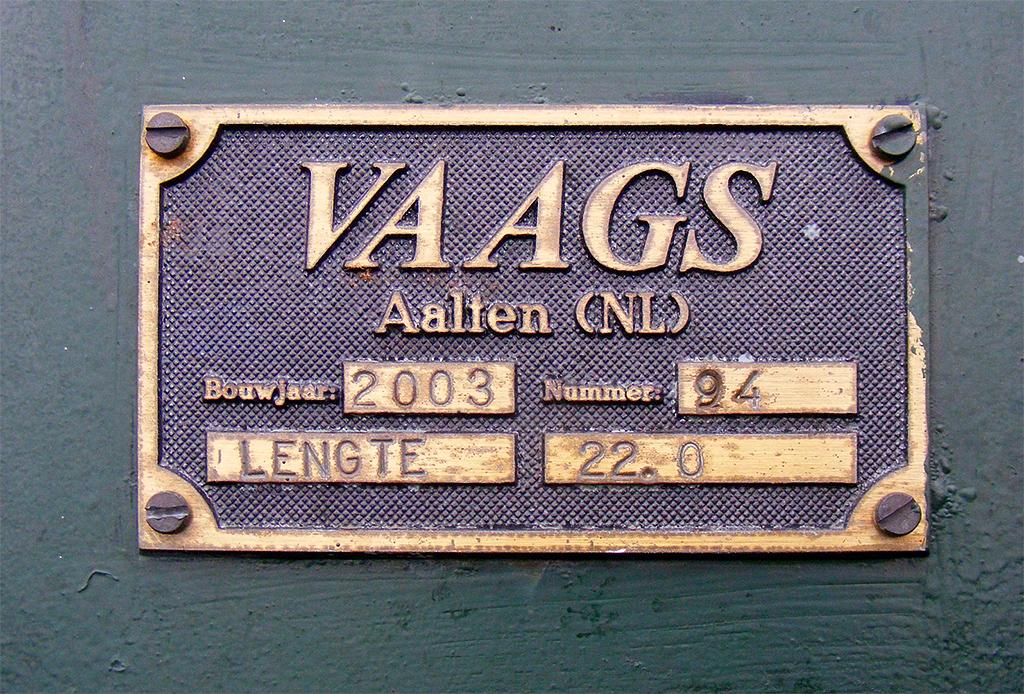 VAAGS
Aalten (NL)
Bouwjaar: 2003 Nummer: 94
LENGTE 22.0